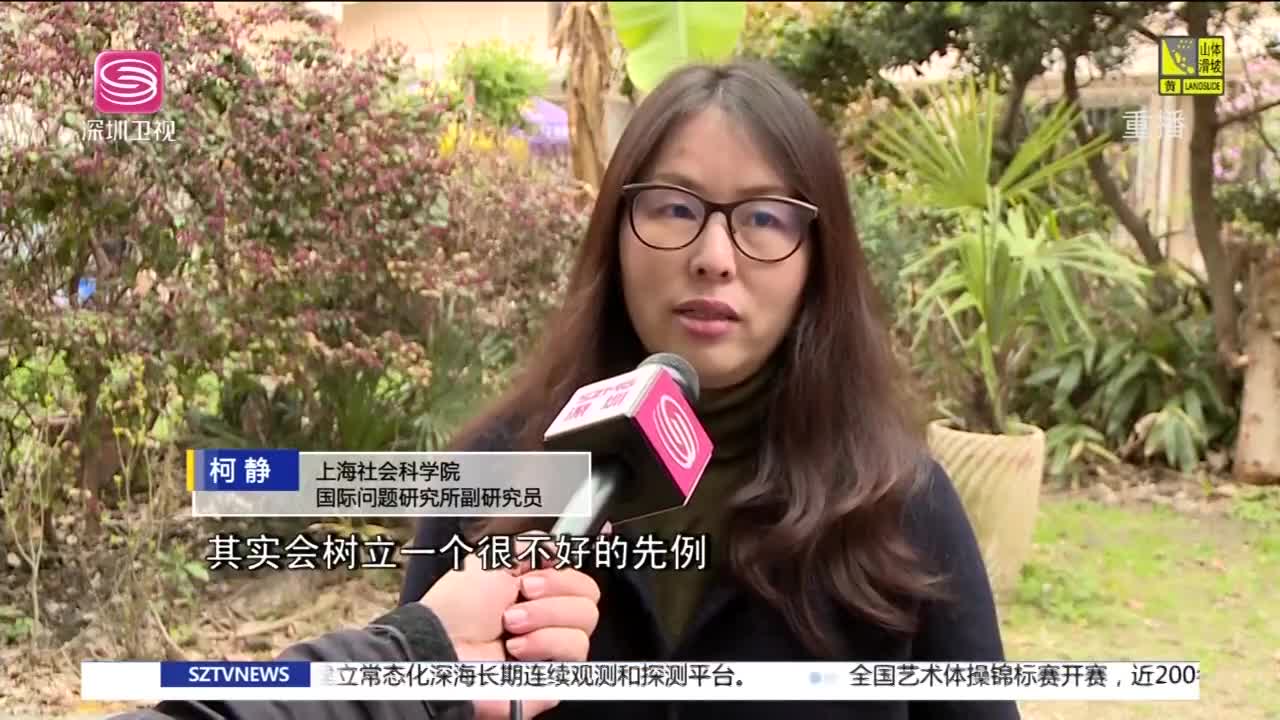 深圳卫视
山体
滑坡
黄
LANDSLIDE
重播
SZTV
深圳
柯静
上海社会科学院
国际问题研究所副研究员
其实会树立一个很不好的先例
SZTVNEWS
立常态化深海长期连续观测和探测平台。
全国艺术体操锦标赛开赛，近200